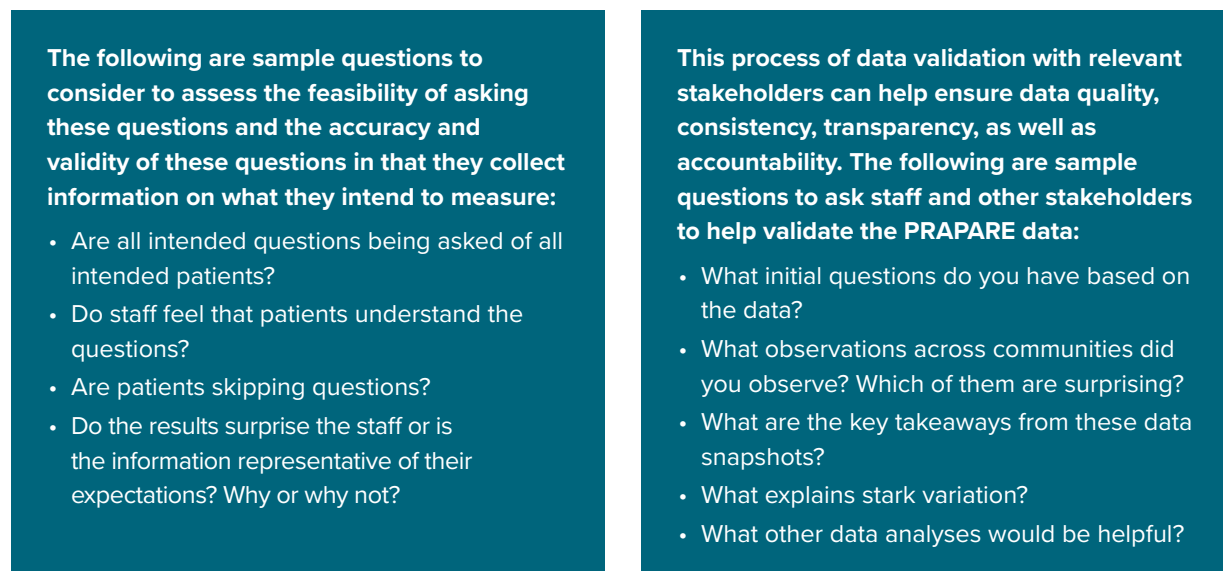 The following are sample questions to
consider to assess the feasibility of asking
these questions and the accuracy and
validity of these questions in that they collect
information on what they intend to measure:
• Are all intended questions being asked of all
intended patients?
• Do staff feel that patients understand the
questions?
• Are patients skipping questions?
• Do the results surprise the staff or is
the information representative of their
expectations? Why or why not?
This process of data validation with relevant
stakeholders can help ensure data quality,
consistency, transparency, as well as
accountability. The following are sample
questions to ask staff and other stakeholders
to help validate the PRAPARE data:
• What initial questions do you have based on
the data?
• What observations across communities did
you observe? Which of them are surprising?
• What are the key takeaways from these data
snapshots?
• What explains stark variation?
• What other data analyses would be helpful?